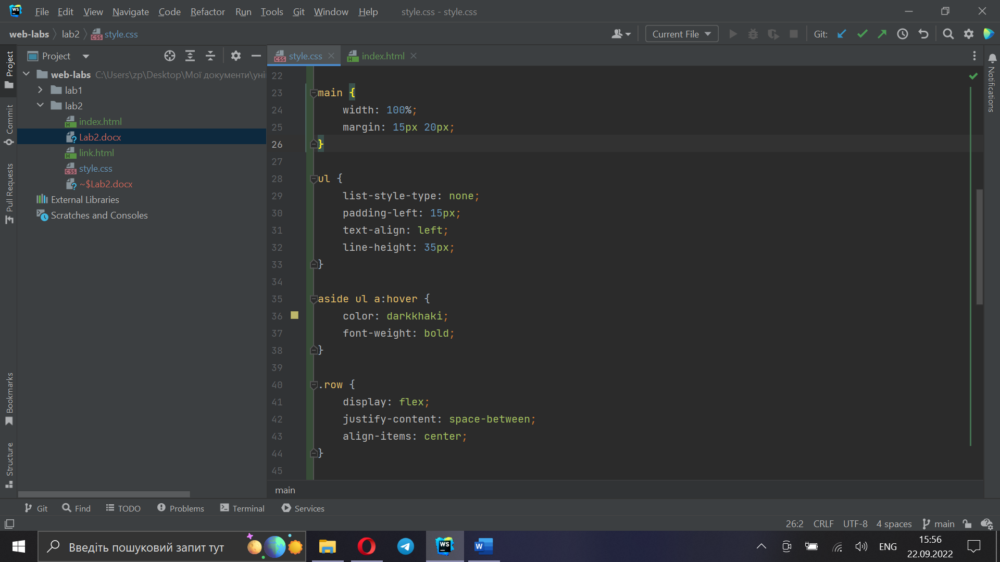 WS File Edit View Navigate Code Refactor Run Tools Git Window Help style.css - style.css
web-labs lab2 CSS style.css Current File Git:
Project
Commit
Pull Requests
Bookmarks
Structure
Project
web-labs C:\Users\zp\Desktop\Мої документи\уні
lab1
lab2
H index.html
? Lab2.docx
H link.html
CSS style.css
? ~$Lab2.docx
External Libraries
Scratches and Consoles
CSS style.css H index.html
22
23 main {
24 width: 100%;
25 margin: 15px 20px;
26 }
27
28 ul {
29 list-style-type: none;
30 padding-left: 15px;
31 text-align: left;
32 line-height: 35px;
33 }
34
35 aside ul a:hover {
36 color: darkkhaki;
37 font-weight: bold;
38 }
39
40 .row {
41 display: flex;
42 justify-content: space-between;
43 align-items: center;
44 }
45
main
Notifications
Git Find TODO Problems Terminal Services
26:2 CRLF UTF-8 4 spaces main
Введіть пошуковий запит тут WS W ENG 15:56
22.09.2022